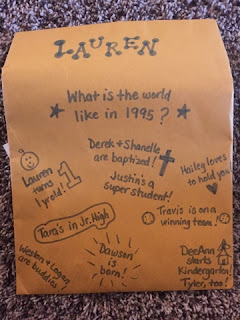 LAUREN
What is the world
like in 1995?
Derek & Shanelle
are baptized!
Lauren
turns
1 yr old!
1
Justin's a
super student!
Hailey loves
to hold you!
Tara's in Jr. High
Travis is on a
winning team!
Weston & Logan
are buddies!
Dawson
is
born!
DeeAnn
starts
Kindergarten!
Tyler, too!